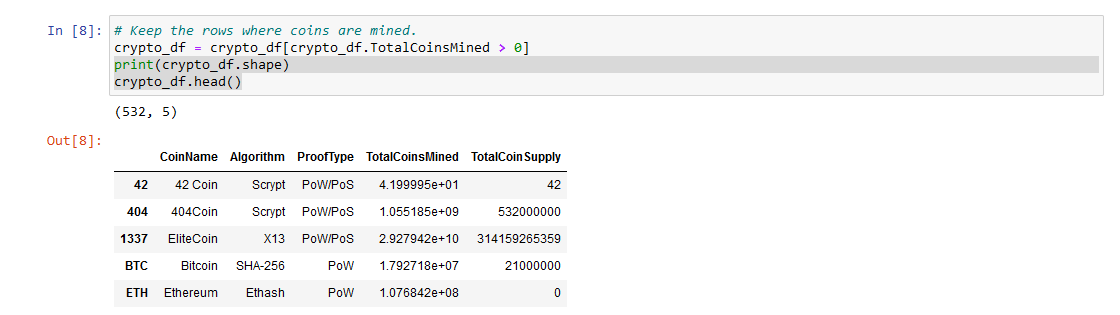 In [8]: # Keep the rows where coins are mined.
crypto_df = crypto_df[crypto_df.TotalCoinsMined > 0]
print(crypto_df.shape)
crypto_df.head()
(532, 5)
Out[8]:
CoinName Algorithm ProofType TotalCoinsMined TotalCoinSupply
42 42 Coin Scrypt PoW/PoS 4.199995e+01 42
404 404Coin Scrypt PoW/PoS 1.055185e+09 532000000
1337 EliteCoin X13 PoW/PoS 2.927942e+10 314159265359
BTC Bitcoin SHA-256 PoW 1.792718e+07 21000000
ETH Ethereum Ethash PoW 1.076842e+08 0